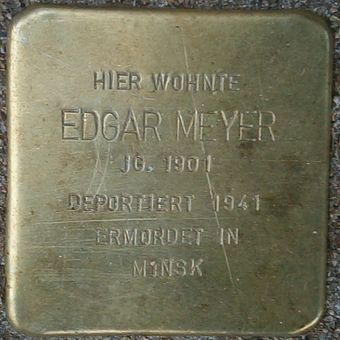 HIER WOHNTE
EDGAR MEYER
JG. 1901
DEPORTIERT 1941
ERMORDET IN
MINSK